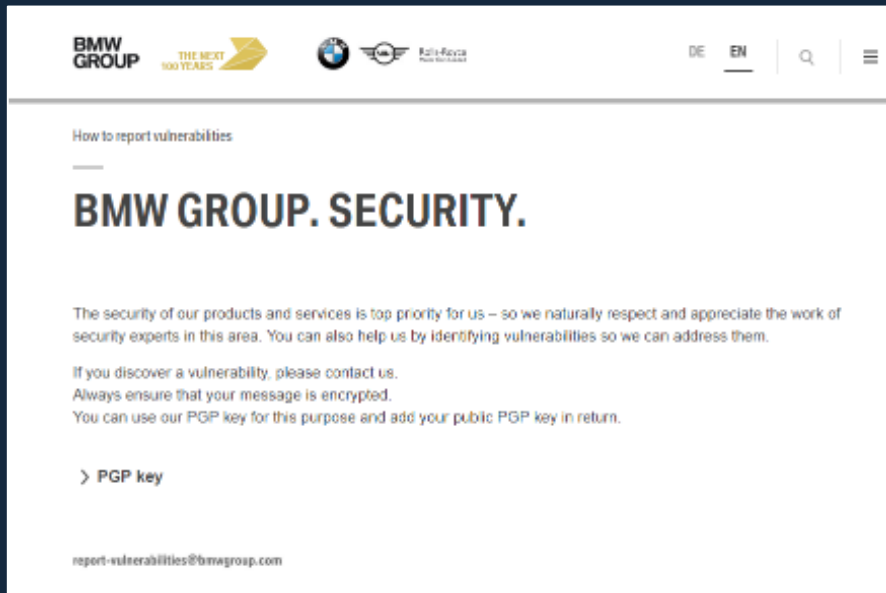 BMW
GROUP
THE NEXT
100 YEARS
Rolls-Royce
DE EN
How to report vulnerabilities
BMW GROUP. SECURITY.
The security of our products and services is top priority for us – so we naturally respect and appreciate the work of
security experts in this area. You can also help us by identifying vulnerabilities so we can address them.
If you discover a vulnerability, please contact us.
Always ensure that your message is encrypted.
You can use our PGP key for this purpose and add your public PGP key in return.
PGP key
report-vulnerabilities@bmwgroup.com